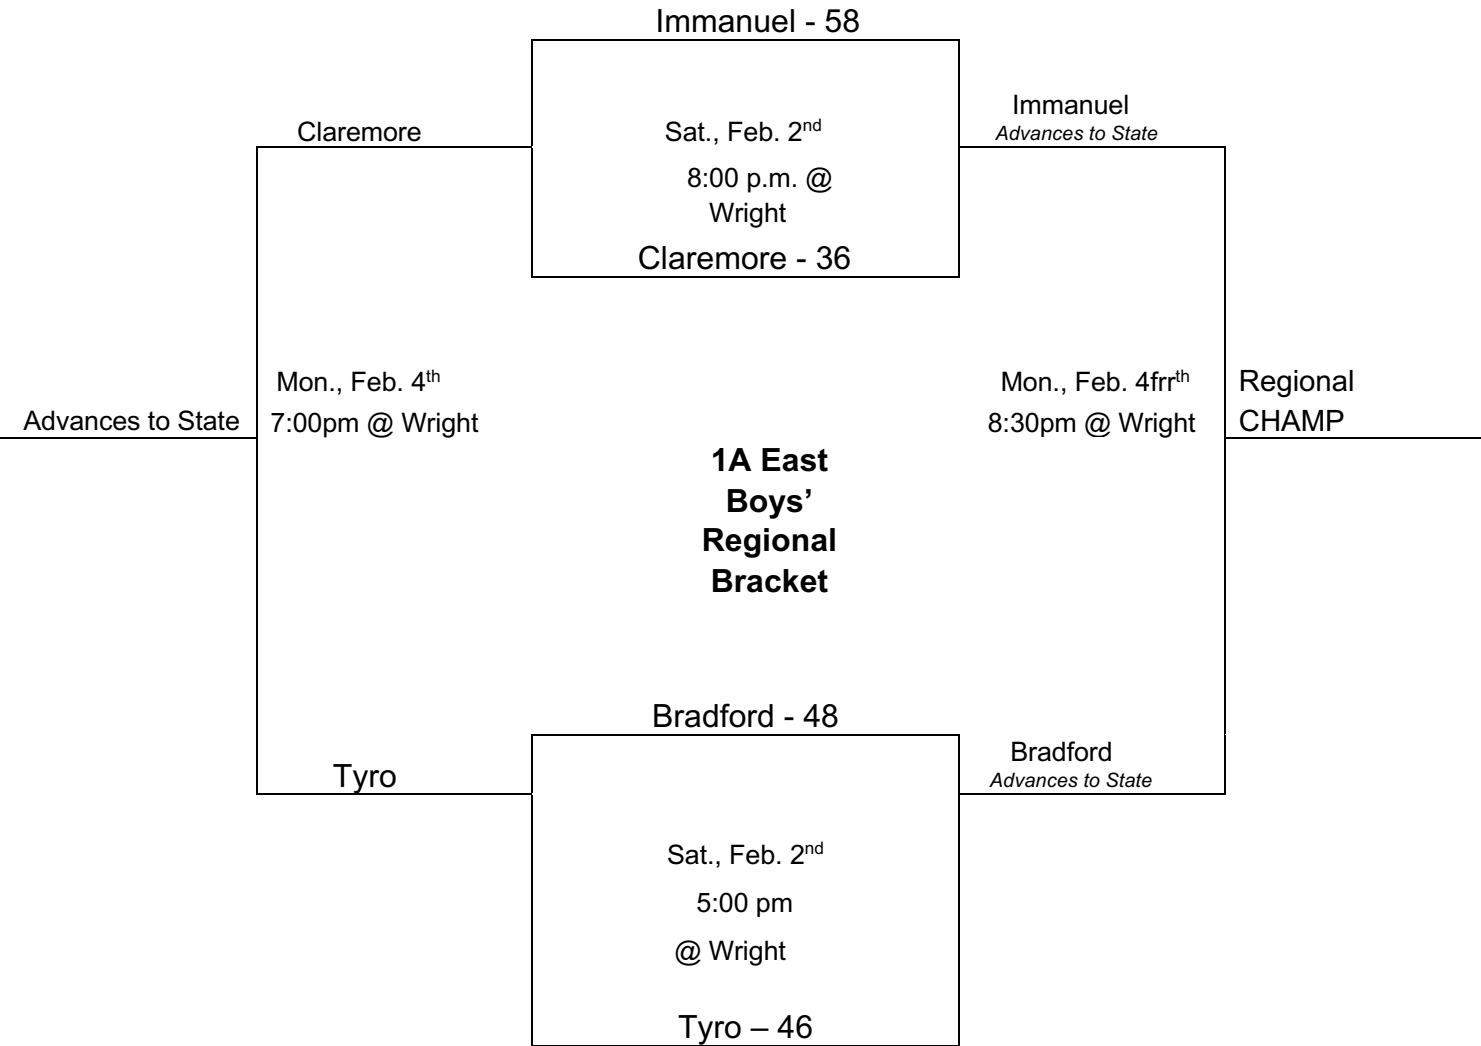 Immanuel - 58
Immanuel
Claremore
Sat., Feb. 2nd
Advances to State
8:00 p.m. @
Wright
Claremore - 36
Mon., Feb. 4th
Mon., Feb. 4frrth
Regional
Advances to State
7:00pm @ Wright
8:30pm @ Wright
CHAMP
1A East
Boys’
Regional
Bracket
Bradford - 48
Bradford
Tyro
Advances to State
Sat., Feb. 2nd
5:00 pm
@ Wright
Tyro – 46